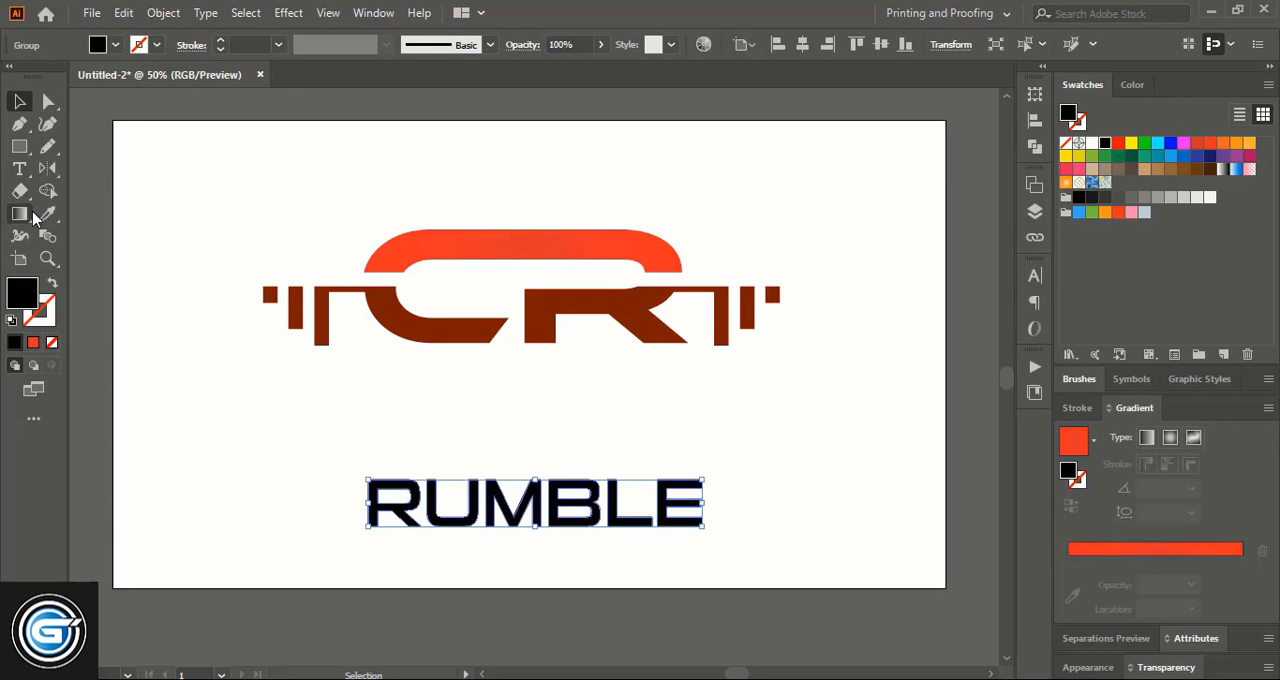 Ai File Edit Object Type Select Effect View Window Help Printing and Proofing Search Adobe Stock
Group Stroke: Basic Opacity: 100% Style: Transform
Untitled-2* @ 50% (RGB/Preview) ×
Swatches Color
CR
RUMBLE
Brushes Symbols Graphic Styles
Stroke Gradient
Type:
Stroke:
Opacity:
Location:
Separations Preview Attributes
Appearance Transparency
1 Selection